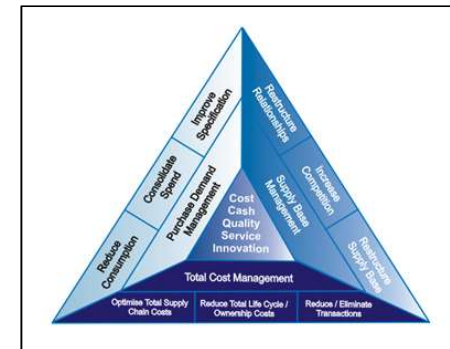 Improve
Specification
Consolidate
Spend
Reduce
Consumption
Purchase Demand
Management
Restructure
Relationships
Increase
Competition
Restructure
Supply Base
Supply Base
Management
Cost
Cash
Quality
Service
Innovation
Total Cost Management
Optimise Total Supply
Chain Costs
Reduce Total Life Cycle /
Ownership Costs
Reduce / Eliminate
Transactions